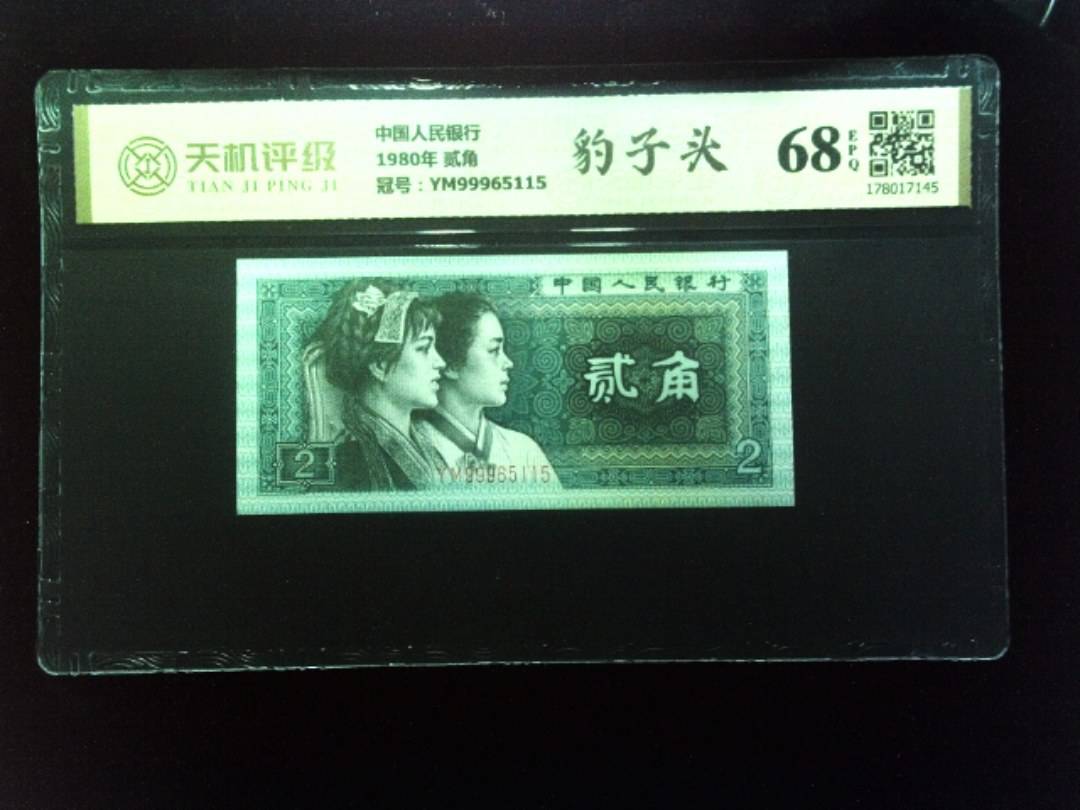 天机评级
TIAN JI PING JI
中国人民银行
1980年 贰角
冠号：YM99965115
豹子头
68
EPQ
178017145
中国人民银行
贰角
2
2
YM99965115